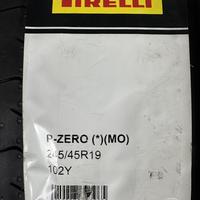 PIRELLI
P-ZERO (*)(MO)
245/45R19
102Y